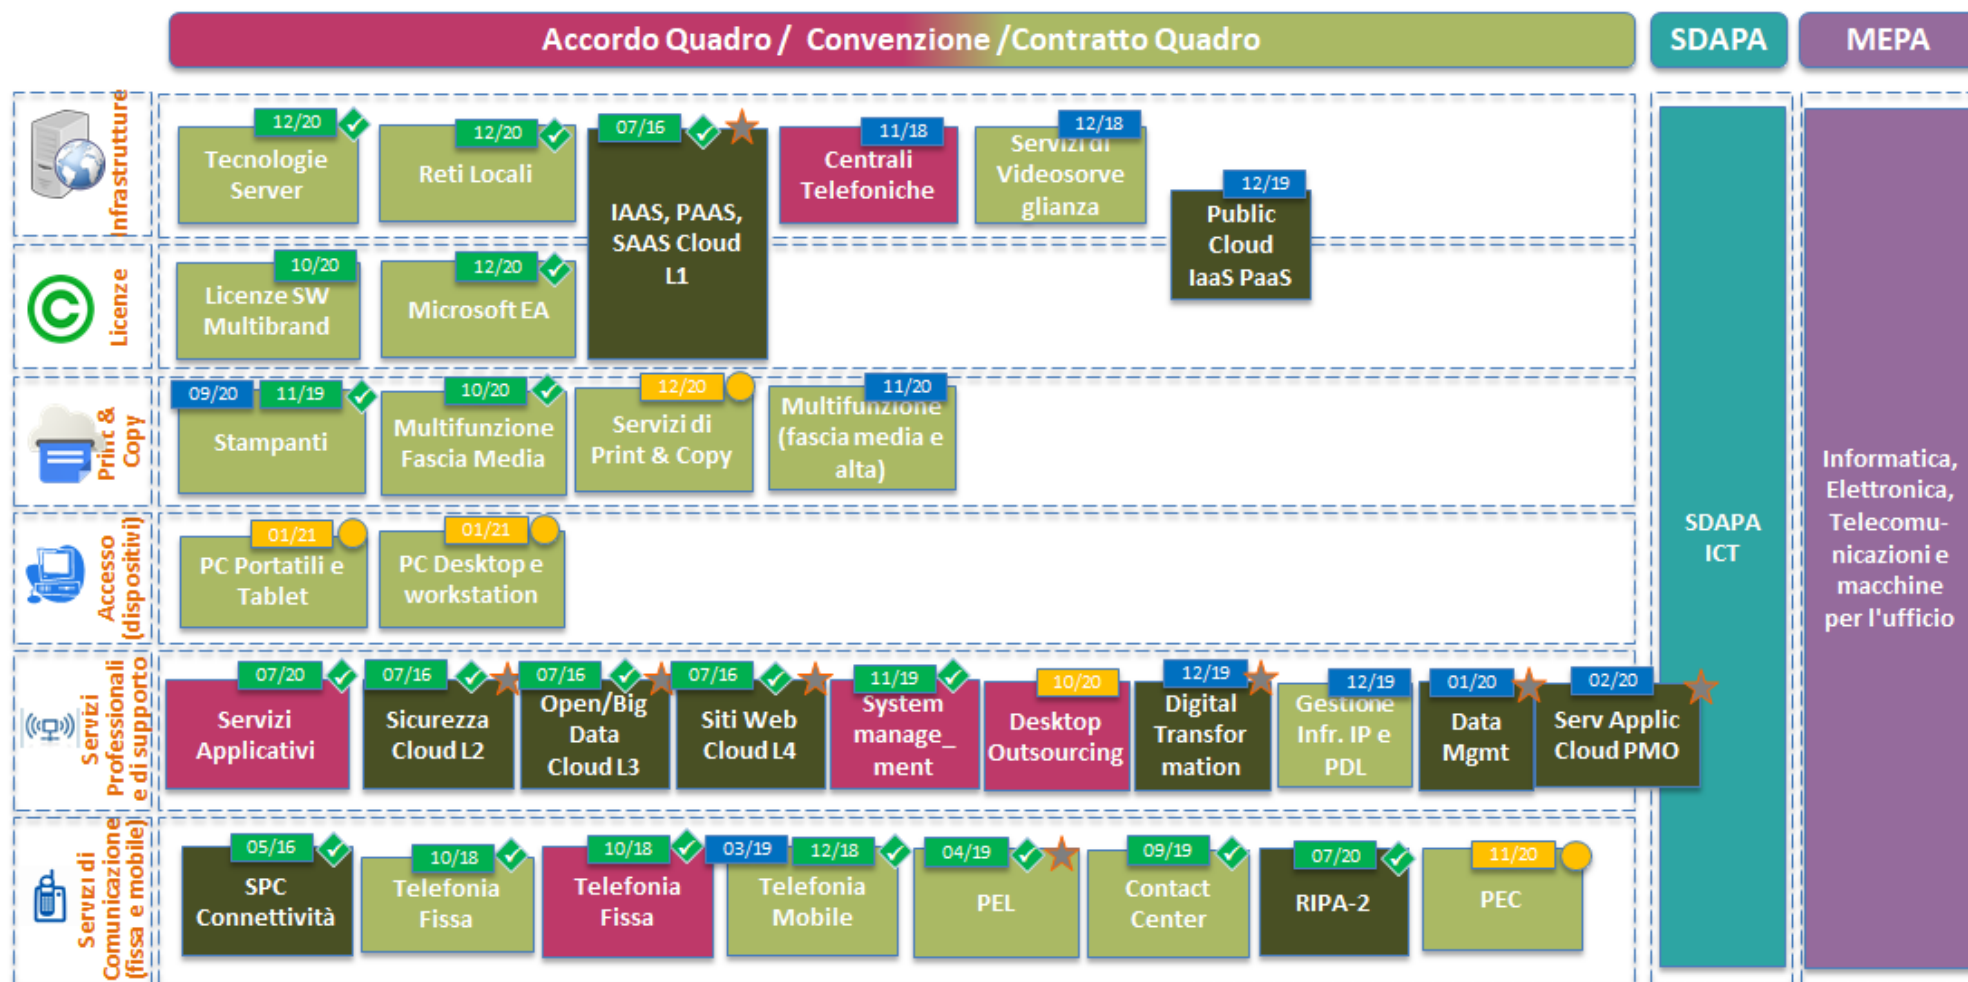 Accordo Quadro / Convenzione /Contratto Quadro
SDAPA
MEPA
Infrastrutture
12/20
Tecnologie
Server
12/20
Reti Locali
07/16
IAAS, PAAS,
SAAS Cloud
L1
11/18
Centrali
Telefoniche
12/18
Servizi di
Videosorve
glianza
12/19
Public
Cloud
IaaS PaaS
Licenze
10/20
Licenze SW
Multibrand
12/20
Microsoft EA
Print &
Copy
09/20
11/19
Stampanti
10/20
Multifunzione
Fascia Media
12/20
Servizi di
Print & Copy
11/20
Multifunzione
(fascia media e
alta)
Accesso
(dispositivi)
01/21
PC Portatili e
Tablet
01/21
PC Desktop e
workstation
Servizi
Professionali
e di supporto
07/20
Servizi
Applicativi
07/16
Sicurezza
Cloud L2
07/16
Open/Big
Data
Cloud L3
07/16
Siti Web
Cloud L4
11/19
System
manage_
ment
10/20
Desktop
Outsourcing
12/19
Digital
Transfor
mation
12/19
Gestione
Infr. IP e
PDL
01/20
Data
Mgmt
02/20
Serv Applic
Cloud PMO
Servizi di
Comunicazione
(fissa e mobile)
05/16
SPC
Connettività
10/18
Telefonia
Fissa
10/18
Telefonia
Fissa
03/19
12/18
Telefonia
Mobile
04/19
PEL
09/19
Contact
Center
07/20
RIPA-2
11/20
PEC
SDAPA
ICT
Informatica,
Elettronica,
Telecomu-
nicazioni e
macchine
per l'ufficio